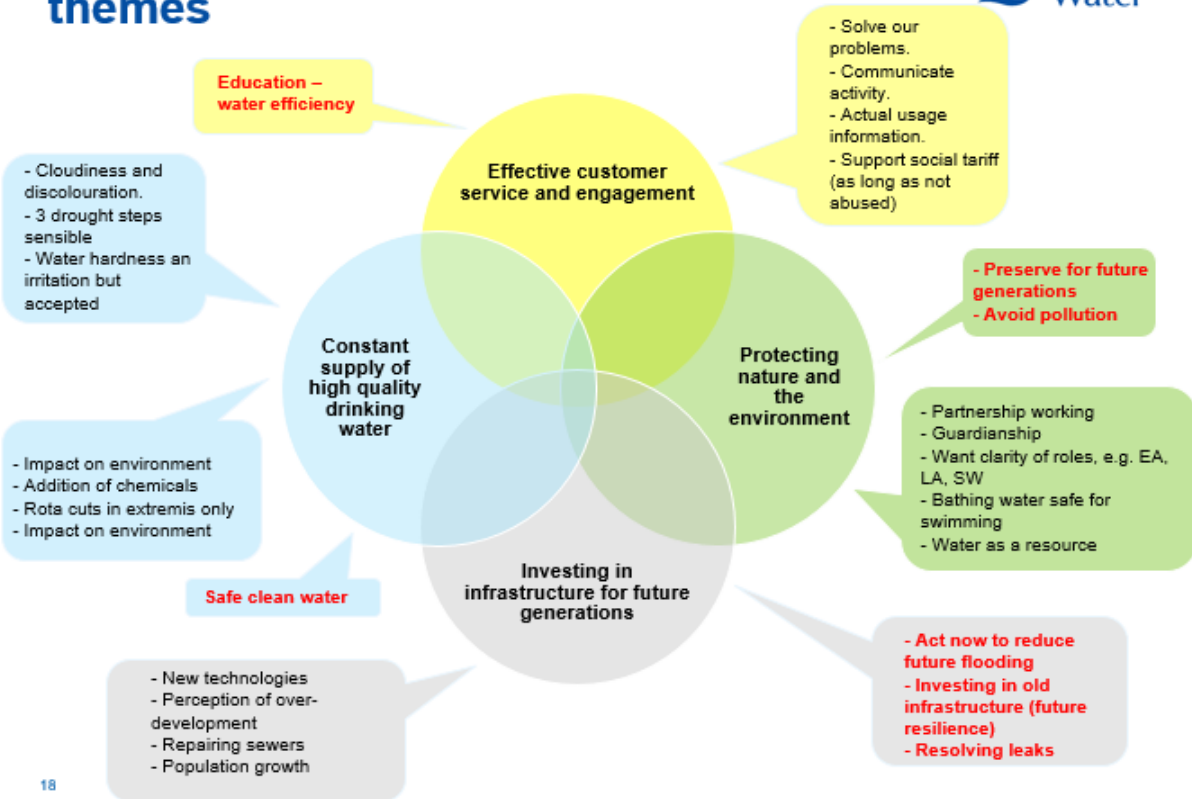 themes
Water
Education –
water efficiency
- Solve our
problems.
- Communicate
activity.
- Actual usage
information.
- Support social tariff
(as long as not
abused)
Effective customer
service and engagement
- Cloudiness and
discolouration.
- 3 drought steps
sensible
- Water hardness an
irritation but
accepted
- Preserve for future
generations
- Avoid pollution
Constant
supply of
high quality
drinking
water
Protecting
nature and
the
environment
- Partnership working
- Guardianship
- Want clarity of roles, e.g. EA,
LA, SW
- Bathing water safe for
swimming
- Water as a resource
- Impact on environment
- Addition of chemicals
- Rota cuts in extremis only
- Impact on environment
Safe clean water
Investing in
infrastructure for future
generations
- Act now to reduce
future flooding
- Investing in old
infrastructure (future
resilience)
- Resolving leaks
- New technologies
- Perception of over-
development
- Repairing sewers
- Population growth
18